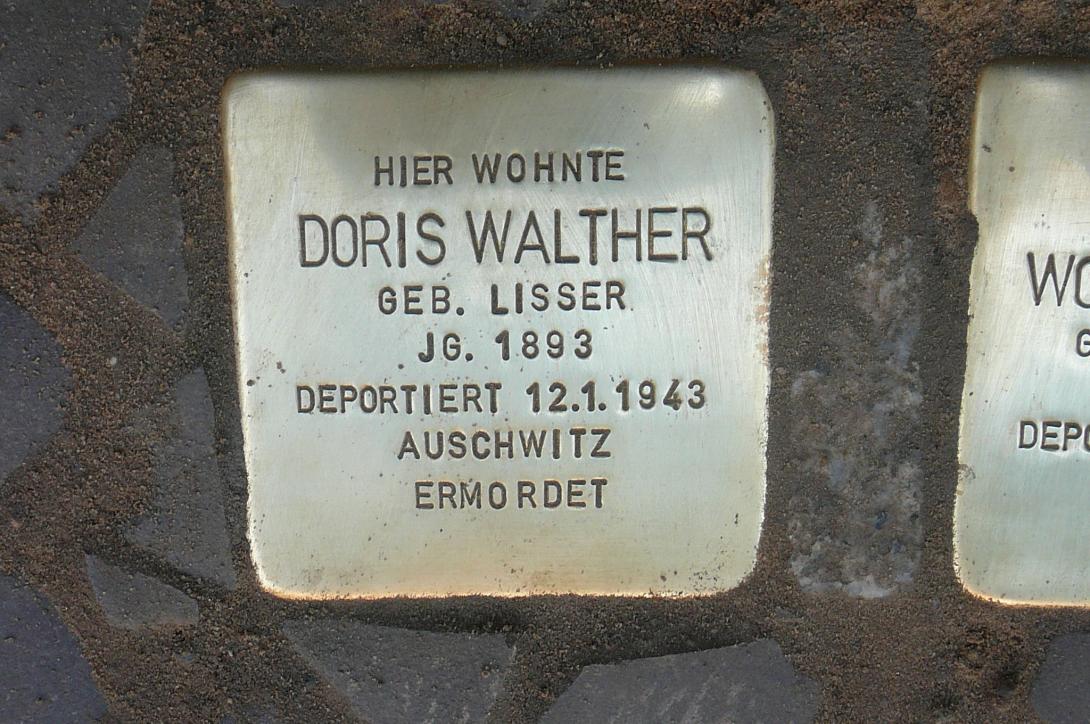 HIER WOHNTE
DORIS WALTHER
GEB. LISSER
JG. 1893
DEPORTIERT 12.1.1943
AUSCHWITZ
ERMORDET